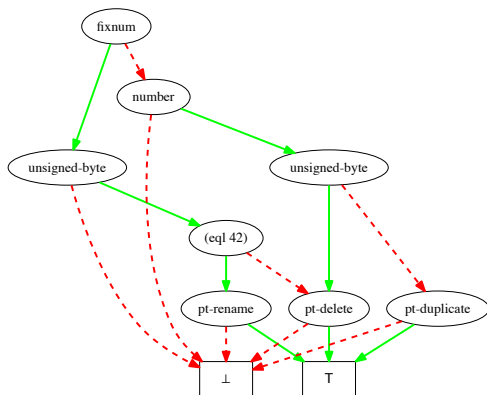 fixnum
number
unsigned-byte
unsigned-byte
(eql 42)
pt-rename
pt-delete
pt-duplicate
⊥
T